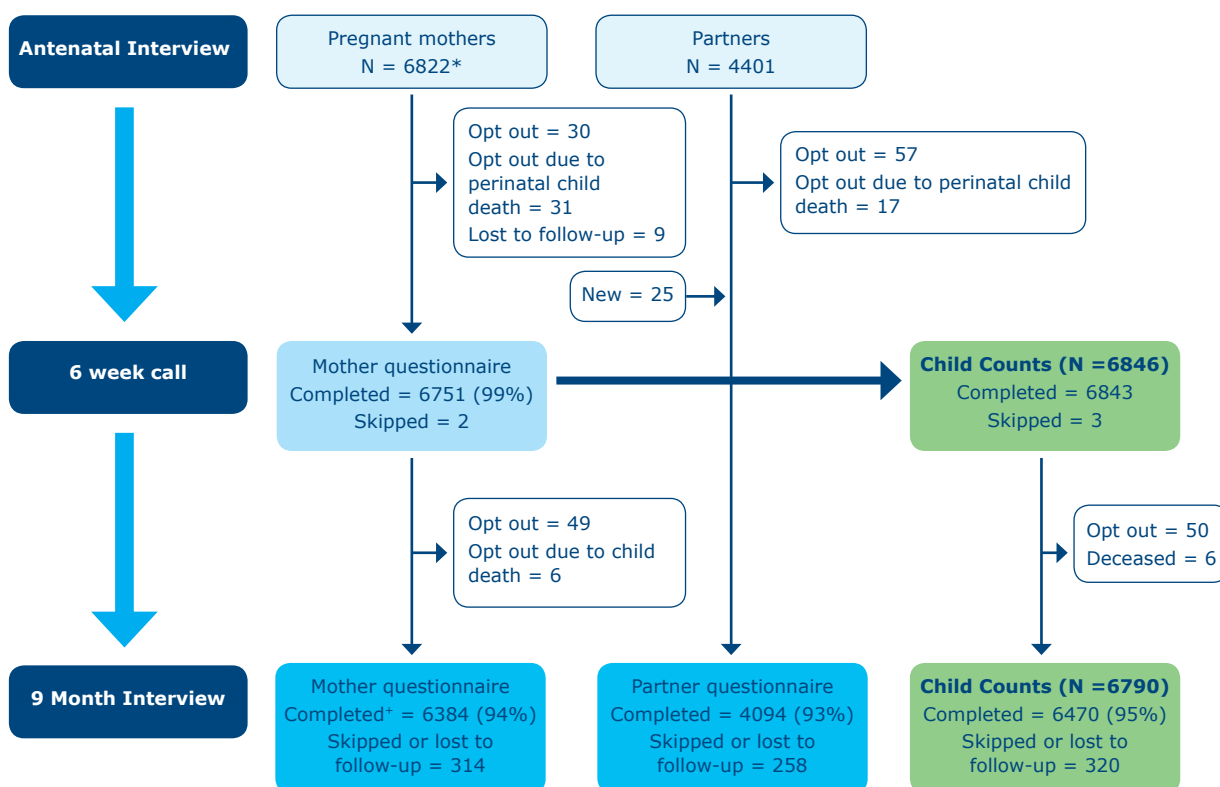 Antenatal Interview
Pregnant mothers
N = 6822*
Partners
N = 4401
Opt out = 30
Opt out due to
perinatal child
death = 31
Lost to follow-up = 9
Opt out = 57
Opt out due to perinatal child
death = 17
New = 25
6 week call
Mother questionnaire
Completed = 6751 (99%)
Skipped = 2
Child Counts (N =6846)
Completed = 6843
Skipped = 3
Opt out = 49
Opt out due to child
death = 6
Opt out = 50
Deceased = 6
9 Month Interview
Mother questionnaire
Completed⁺ = 6384 (94%)
Skipped or lost to
follow-up = 314
Partner questionnaire
Completed = 4094 (93%)
Skipped or lost to
follow-up = 258
Child Counts (N =6790)
Completed = 6470 (95%)
Skipped or lost to
follow-up = 320